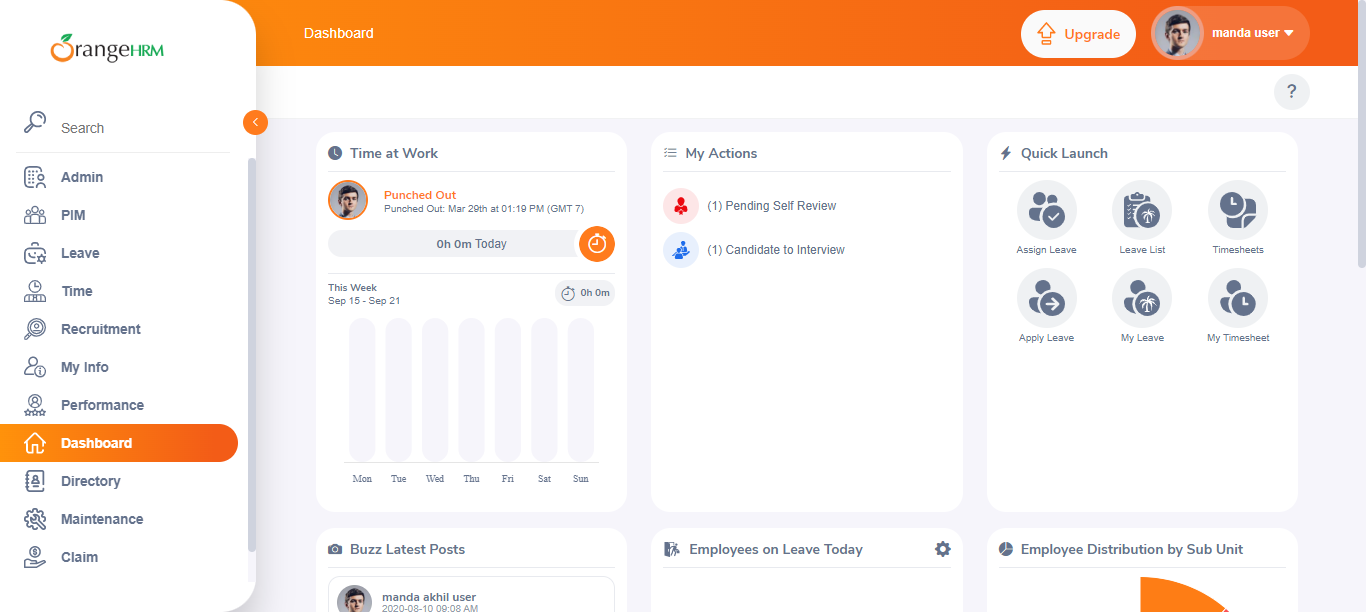 OrangeHRM
Search
Admin
PIM
Leave
Time
Recruitment
My Info
Performance
Dashboard
Directory
Maintenance
Claim
Dashboard
Upgrade
manda user
?
Time at Work
Punched Out
Punched Out: Mar 29th at 01:19 PM (GMT 7)
0h 0m Today
This Week
Sep 15 - Sep 21
0h 0m
Mon Tue Wed Thu Fri Sat Sun
My Actions
(1) Pending Self Review
(1) Candidate to Interview
Quick Launch
Assign Leave Leave List Timesheets
Apply Leave My Leave My Timesheet
Buzz Latest Posts
manda akhil user
2020-08-10 09:08 AM
Employees on Leave Today
Employee Distribution by Sub Unit